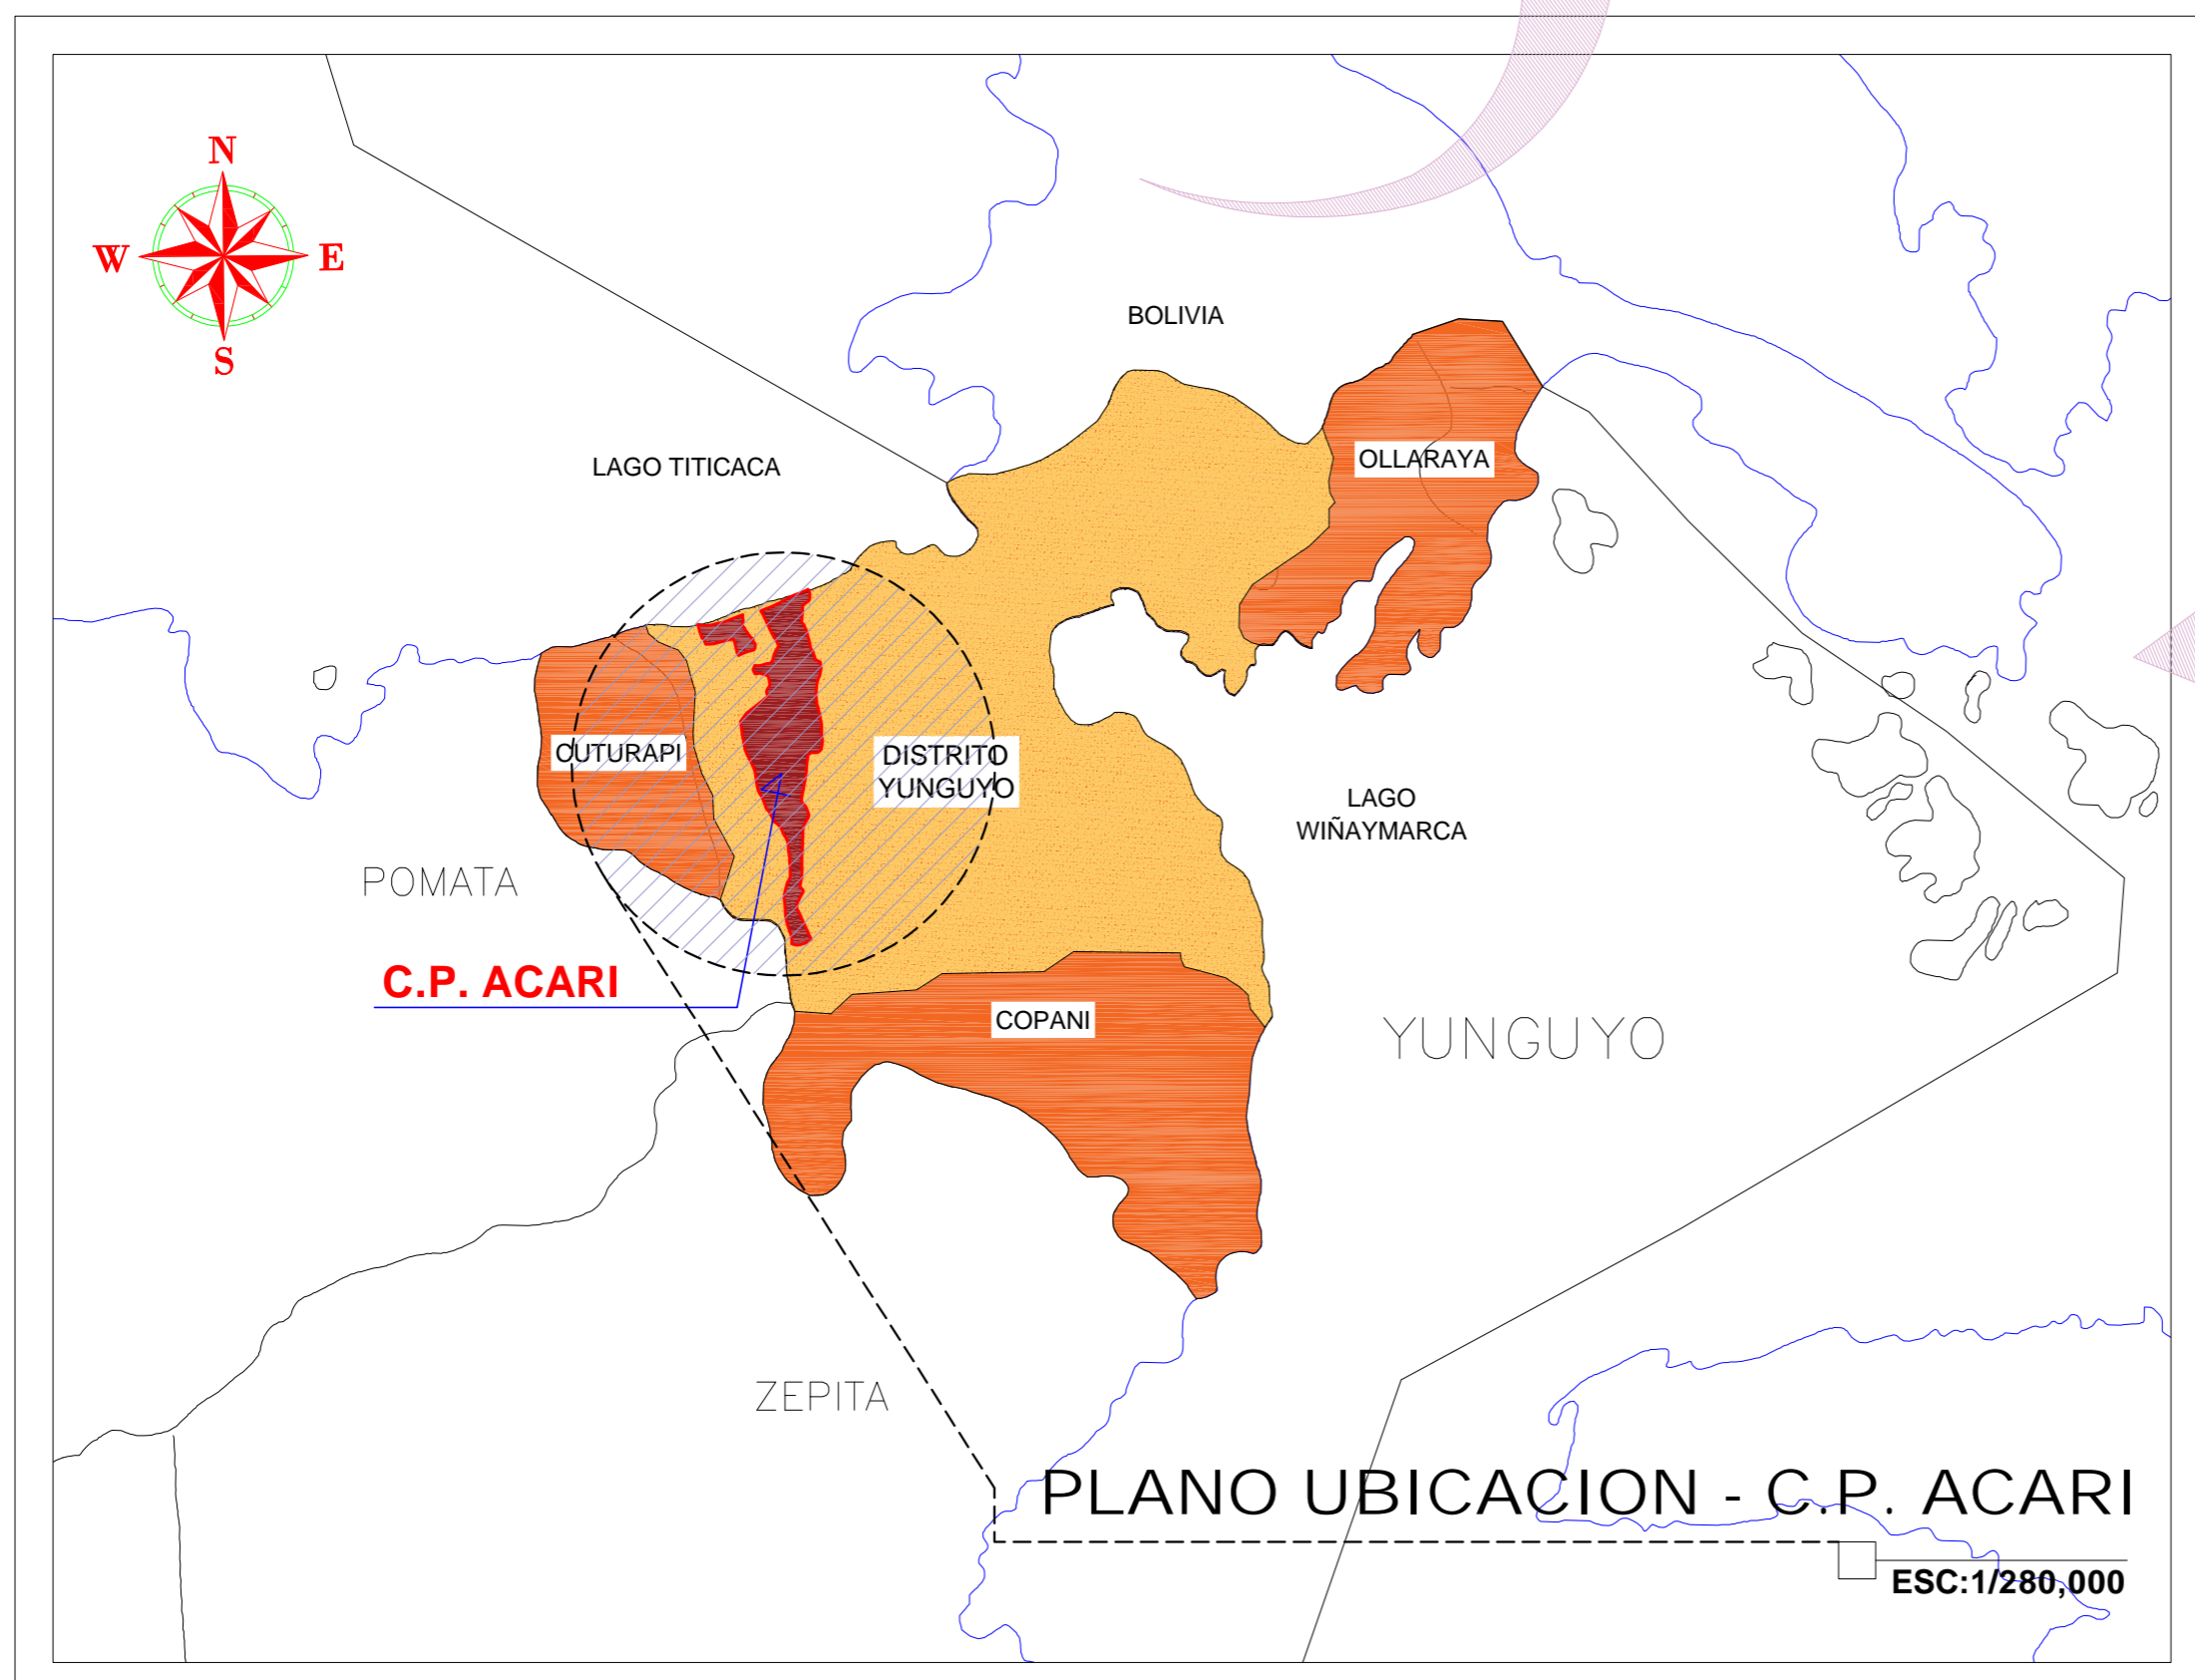 N
W
E
S
BOLIVIA
LAGO TITICACA
OLLARAYA
CUTURAPI
DISTRITO
YUNGUYO
LAGO
WIÑAYMARCA
POMATA
C.P. ACARI
COPANI
YUNGUYO
ZEPITA
PLANO UBICACION - C.P. ACARI
ESC:1/280,000